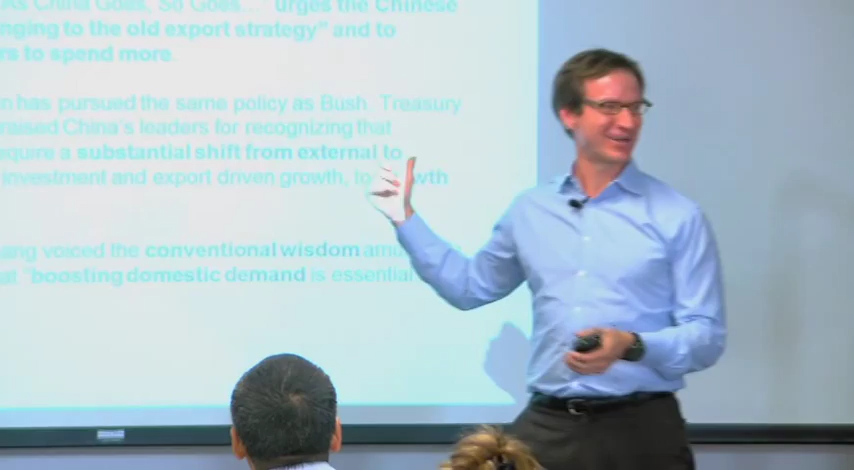 As China Goes, So Goes…" urges the Chinese
nging to the old export strategy" and to
rs to spend more.
n has pursued the same policy as Bush. Treasury
raised China's leaders for recognizing that
equire a substantial shift from external to
investment and export driven growth, to growth
ang voiced the conventional wisdom
at "boosting domestic demand is essential